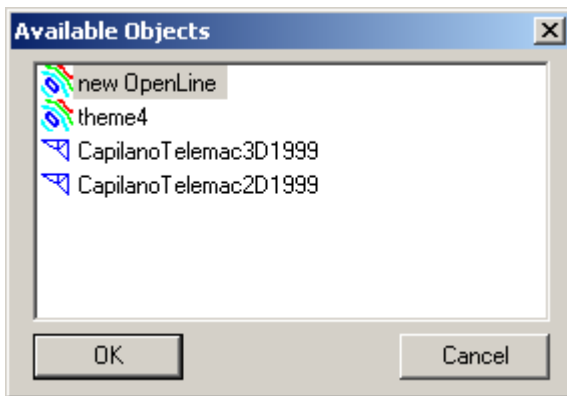 Available Objects
new OpenLine
theme4
CapilanoTelemac3D1999
CapilanoTelemac2D1999
OK Cancel